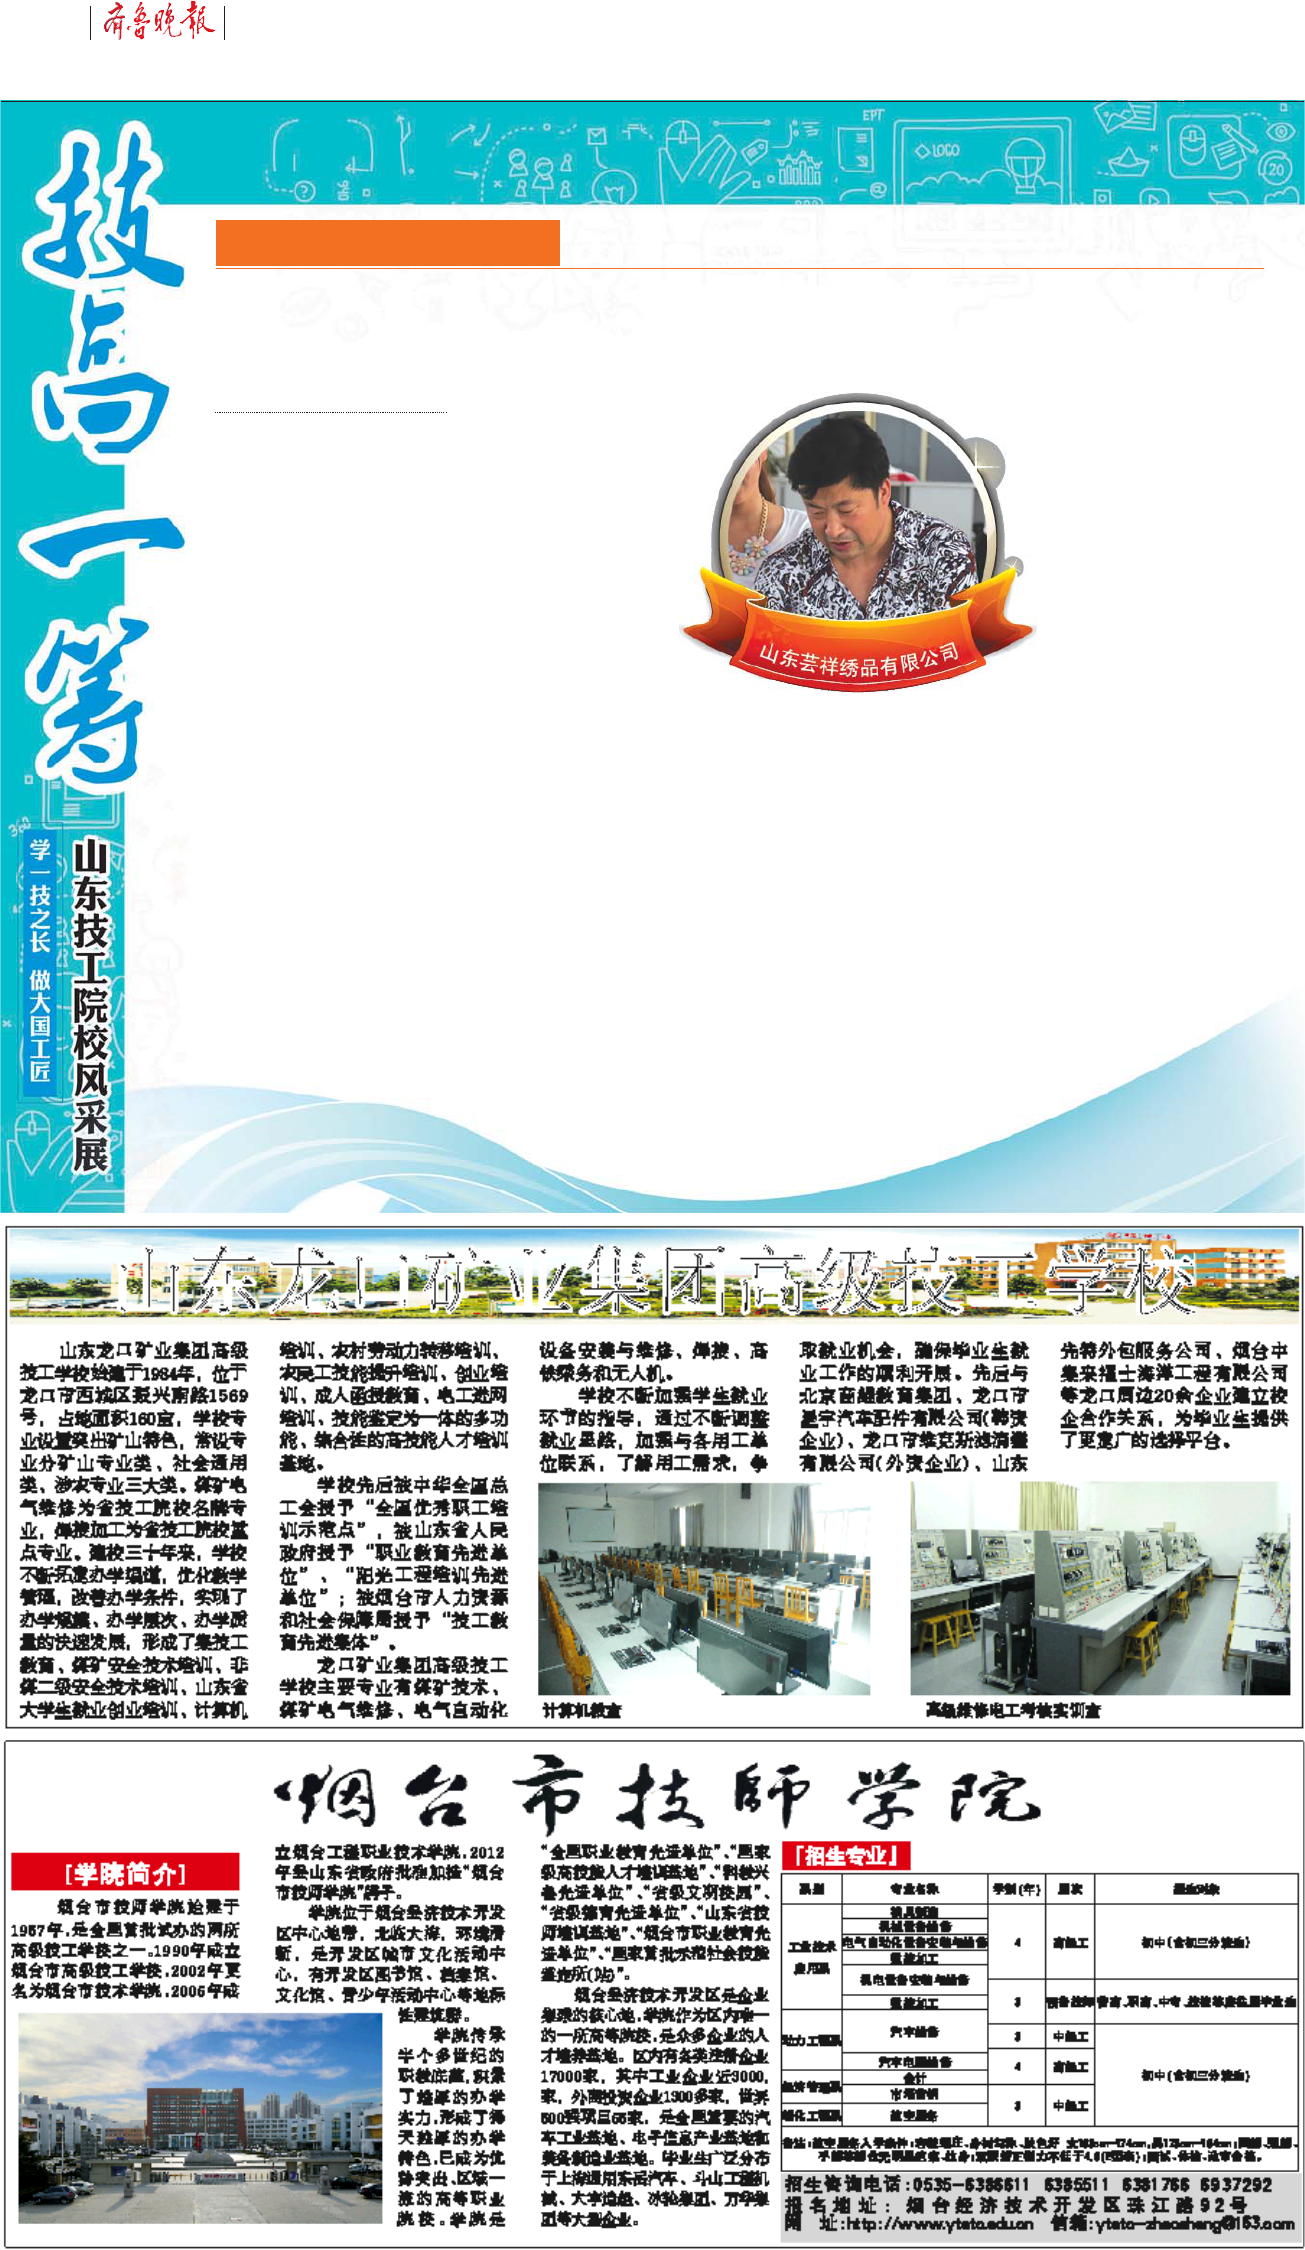 齐鲁晚报
技高一筹
山东技工院校风采展
学一技之长 做大国工匠
EPT
LOGO
360
20
山东芸祥绣品有限公司
山东龙口矿业集团高级技工学校
山东龙口矿业集团高级
技工学校始建于1984年，位于
龙口市西城区振兴南路1569
号，占地面积160亩，学校专
业设置突出矿山特色，常设专
业分矿山专业类、社会通用
类、涉农专业三大类。煤矿电
气维修为省技工院校名牌专
业，焊接加工为省技工院校重
点专业。建校三十年来，学校
不断拓宽办学渠道，优化教学
管理，改善办学条件，实现了
办学规模、办学层次、办学质
量的快速发展，形成了集技工
教育、煤矿安全技术培训、非
煤二级安全技术培训、山东省
大学生就业创业培训、计算机
培训、农村劳动力转移培训、
农民工技能提升培训、创业培
训、成人函授教育、电工进网
培训、技能鉴定为一体的多功
能、综合性的高技能人才培训
基地。
学校先后被中华全国总
工会授予“全国优秀职工培
训示范点”，被山东省人民
政府授予“职业教育先进单
位”、“阳光工程培训先进
单位”；被烟台市人力资源
和社会保障局授予“技工教
育先进集体”。
龙口矿业集团高级技工
学校主要专业有煤矿技术、
煤矿电气维修、电气自动化
设备安装与维修、焊接、高
铁乘务和无人机。
学校不断加强学生就业
环节的指导，通过不断调整
就业思路，加强与各用工单
位联系，了解用工需求，争
取就业机会，确保毕业生就
业工作的顺利开展。先后与
北京商鲲教育集团、龙口市
星宇汽车配件有限公司(韩资
企业)、龙口市维克斯滤清器
有限公司(外资企业)、山东
先特外包服务公司、烟台中
集来福士海洋工程有限公司
等龙口周边20余企业建立校
企合作关系，为毕业生提供
了更宽广的选择平台。
计算机教室
高级维修电工考核实训室
烟台市技師学院
[学院简介]
烟台市技师学院始建于
1957年，是全国首批试办的两所
高级技工学校之一。1990年成立
烟台市高级技工学校，2002年更
名为烟台市技术学院，2006年成
立烟台工程职业技术学院，2012
年经山东省政府批准加挂“烟台
市技师学院”牌子。
学院位于烟台经济技术开发
区中心地带，北临大海，环境清
新，是开发区城市文化活动中
心，有开发区图书馆、档案馆、
文化馆、青少年活动中心等地标
性建筑群。
学院传承
半个多世纪的
职教底蕴，积累
了雄厚的办学
实力，形成了得
天独厚的办学
特色，已成为优
势突出、区域一
流的高等职业
院校。学院是
“全国职业教育先进单位”、“国家
级高技能人才培训基地”、“科教兴
鲁先进单位”、“省级文明校园”、
“省级德育先进单位”、“山东省技
师培训基地”、“烟台市职业教育先
进单位”、“国家首批示范社会技能
鉴定所(站)”。
烟台经济技术开发区是企业
集聚的核心地，学院作为区内唯一
的一所高等院校，是众多企业的人
才培养基地。区内有各类注册企业
17000家，其中工业企业近3000，
家，外商投资企业1300多家，世界
500强项目65家，是全国重要的汽
车工业基地、电子信息产业基地和
装备制造业基地。毕业生广泛分布
于上海通用东岳汽车、斗山工程机
械、大宇造船、冰轮集团、万华集
团等大型企业。
「招生专业」
系别 专业名称 学制(年) 层次 招生对象
模具制造
机械设备维修
工业技术 电气自动化设备安装与维修 4 高级工 初中(含初三分流生)
应用系 数控加工
机电设备安装与维修
数控加工 3
动力工程系 汽车维修 3 中级工
汽车电器维修 4 高级工 初中(含初三分流生)
会计
经济管理系 市场营销 3 中级工
航空服务
招生咨询电话:0535-6386611 6385511 6381766 6937292
报名地址：烟台经济技术开发区珠江路92号
网 址:http://www.ytetc.edu.cn 信箱:ytetc-zhaosheng@163.com